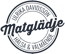 ULRIKA DAVIDSSON
Matglädje
HÄLSA & VÄLMÅENDE